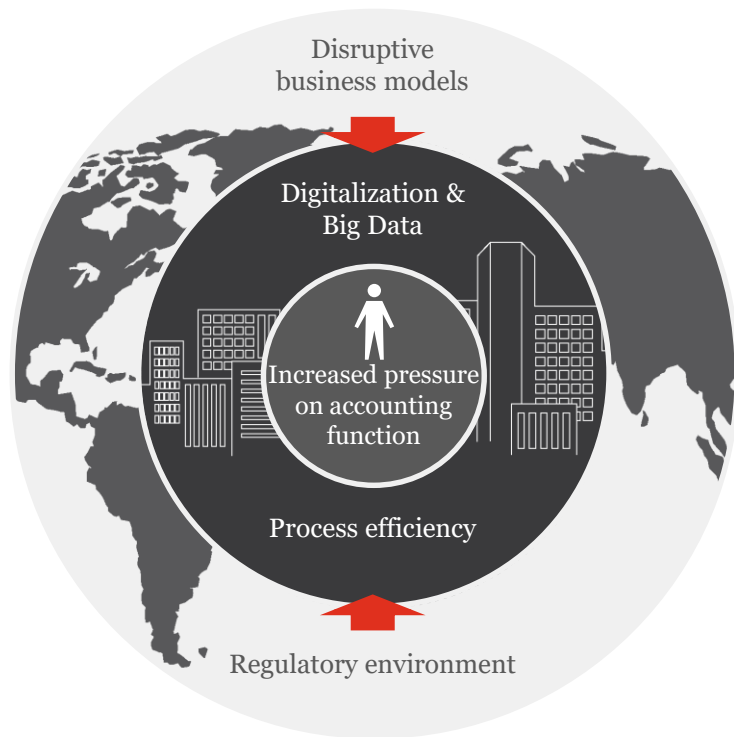 Disruptive
business models
Digitalization &
Big Data
Increased pressure
on accounting
function
Process efficiency
Regulatory environment